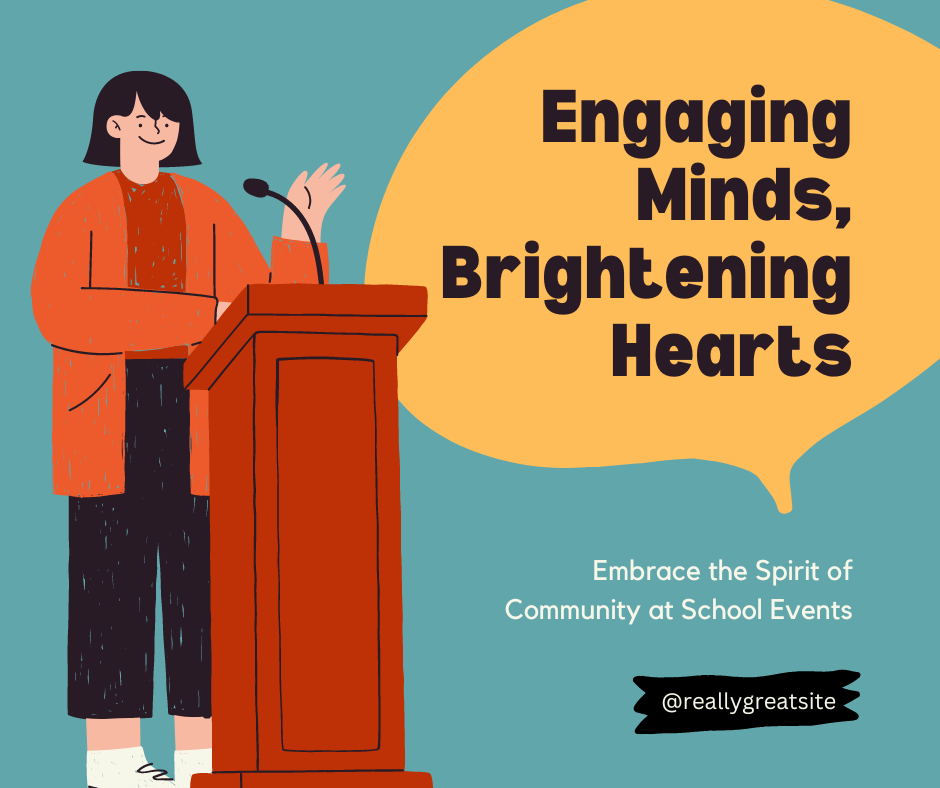 Engaging
Minds,
Brightening
Hearts
Embrace the Spirit of
Community at School Events
@reallygreatsite